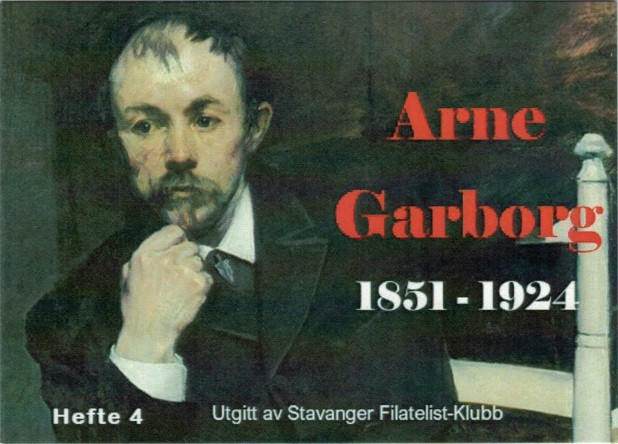 Arne
Garborg
1851 - 1924
Hefte 4
Utgitt av Stavanger Filatelist-Klubb